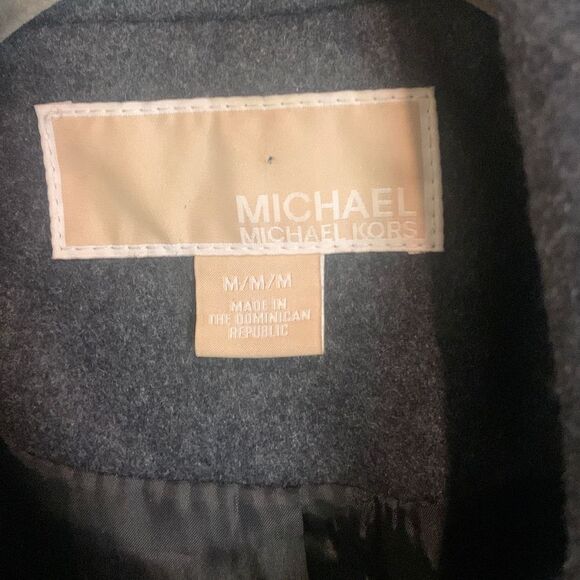 MICHAEL
MICHAEL KORS
M/M/M
MADE IN
THE DOMINICAN
REPUBLIC